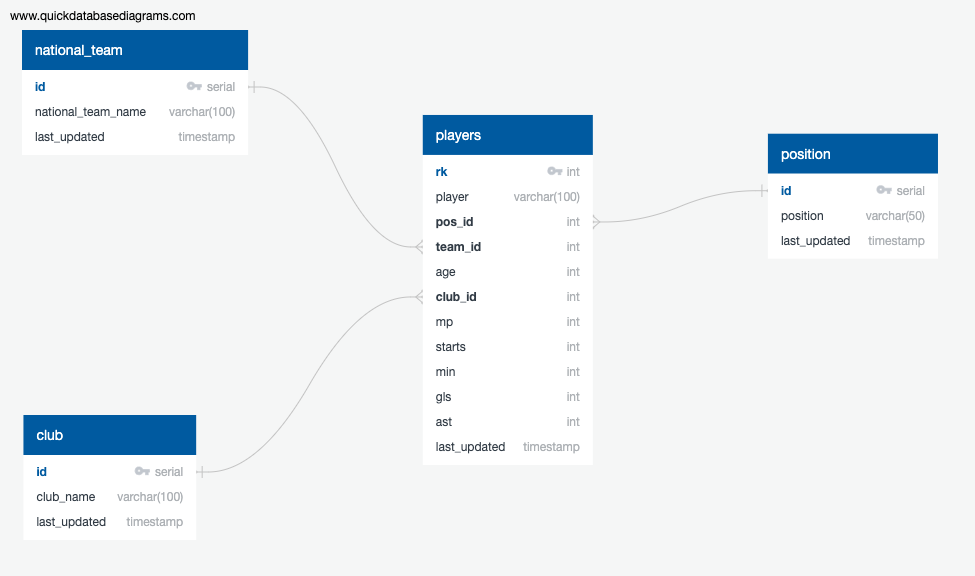 www.quickdatabasediagrams.com
national_team
id serial
national_team_name varchar(100)
last_updated timestamp
players
rk int
player varchar(100)
pos_id int
team_id int
age int
club_id int
mp int
starts int
min int
gls int
ast int
last_updated timestamp
position
id serial
position varchar(50)
last_updated timestamp
club
id serial
club_name varchar(100)
last_updated timestamp